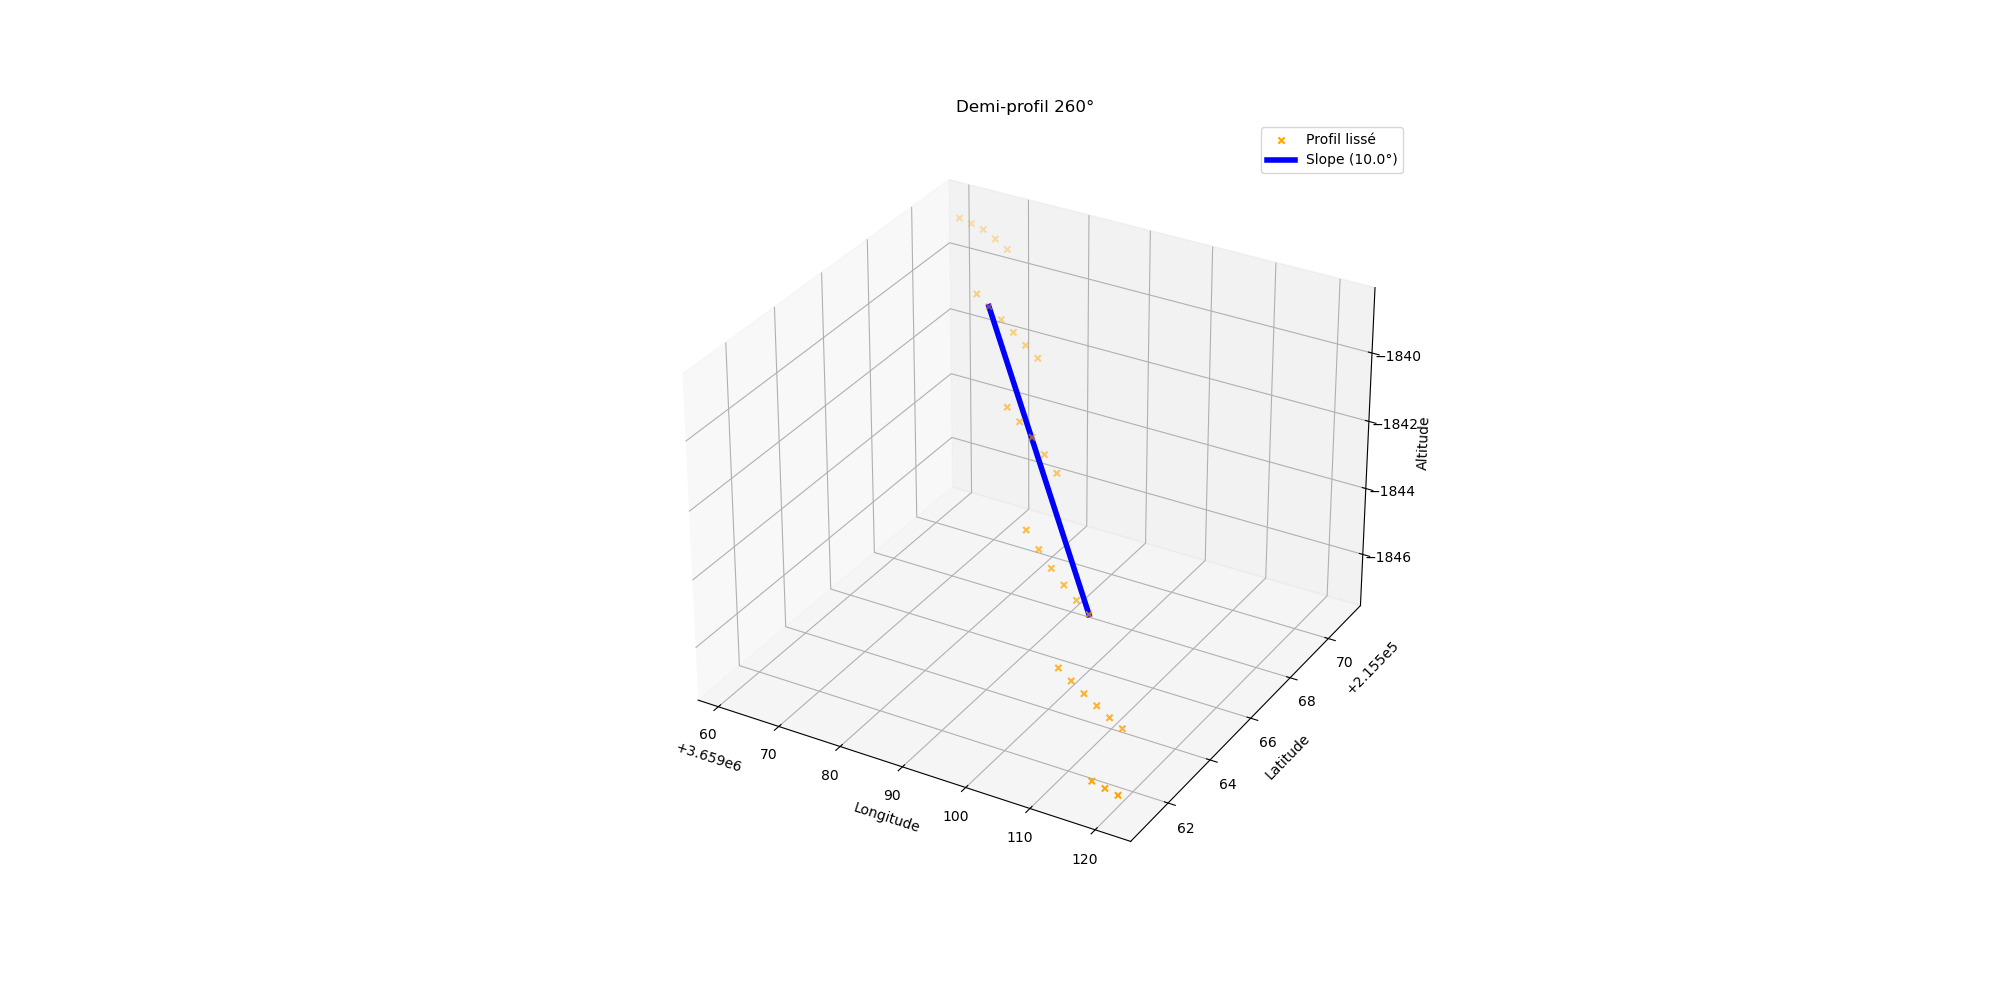 Demi-profil 260°
Profil lissé
Slope (10.0°)
−1840
−1842
−1844
−1846
Altitude
70
68
66
64
62
+2.155e5
Latitude
60
70
80
90
100
110
120
+3.659e6
Longitude